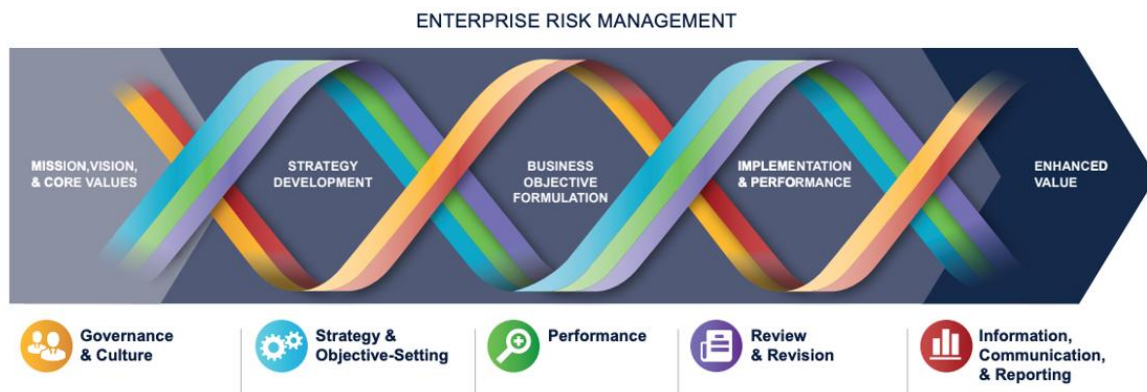 ENTERPRISE RISK MANAGEMENT
MISSION,VISION,
& CORE VALUES
STRATEGY
DEVELOPMENT
BUSINESS
OBJECTIVE
FORMULATION
IMPLEMENTATION
& PERFORMANCE
ENHANCED
VALUE
Governance
& Culture
Strategy &
Objective-Setting
Performance
Review
& Revision
Information,
Communication,
& Reporting